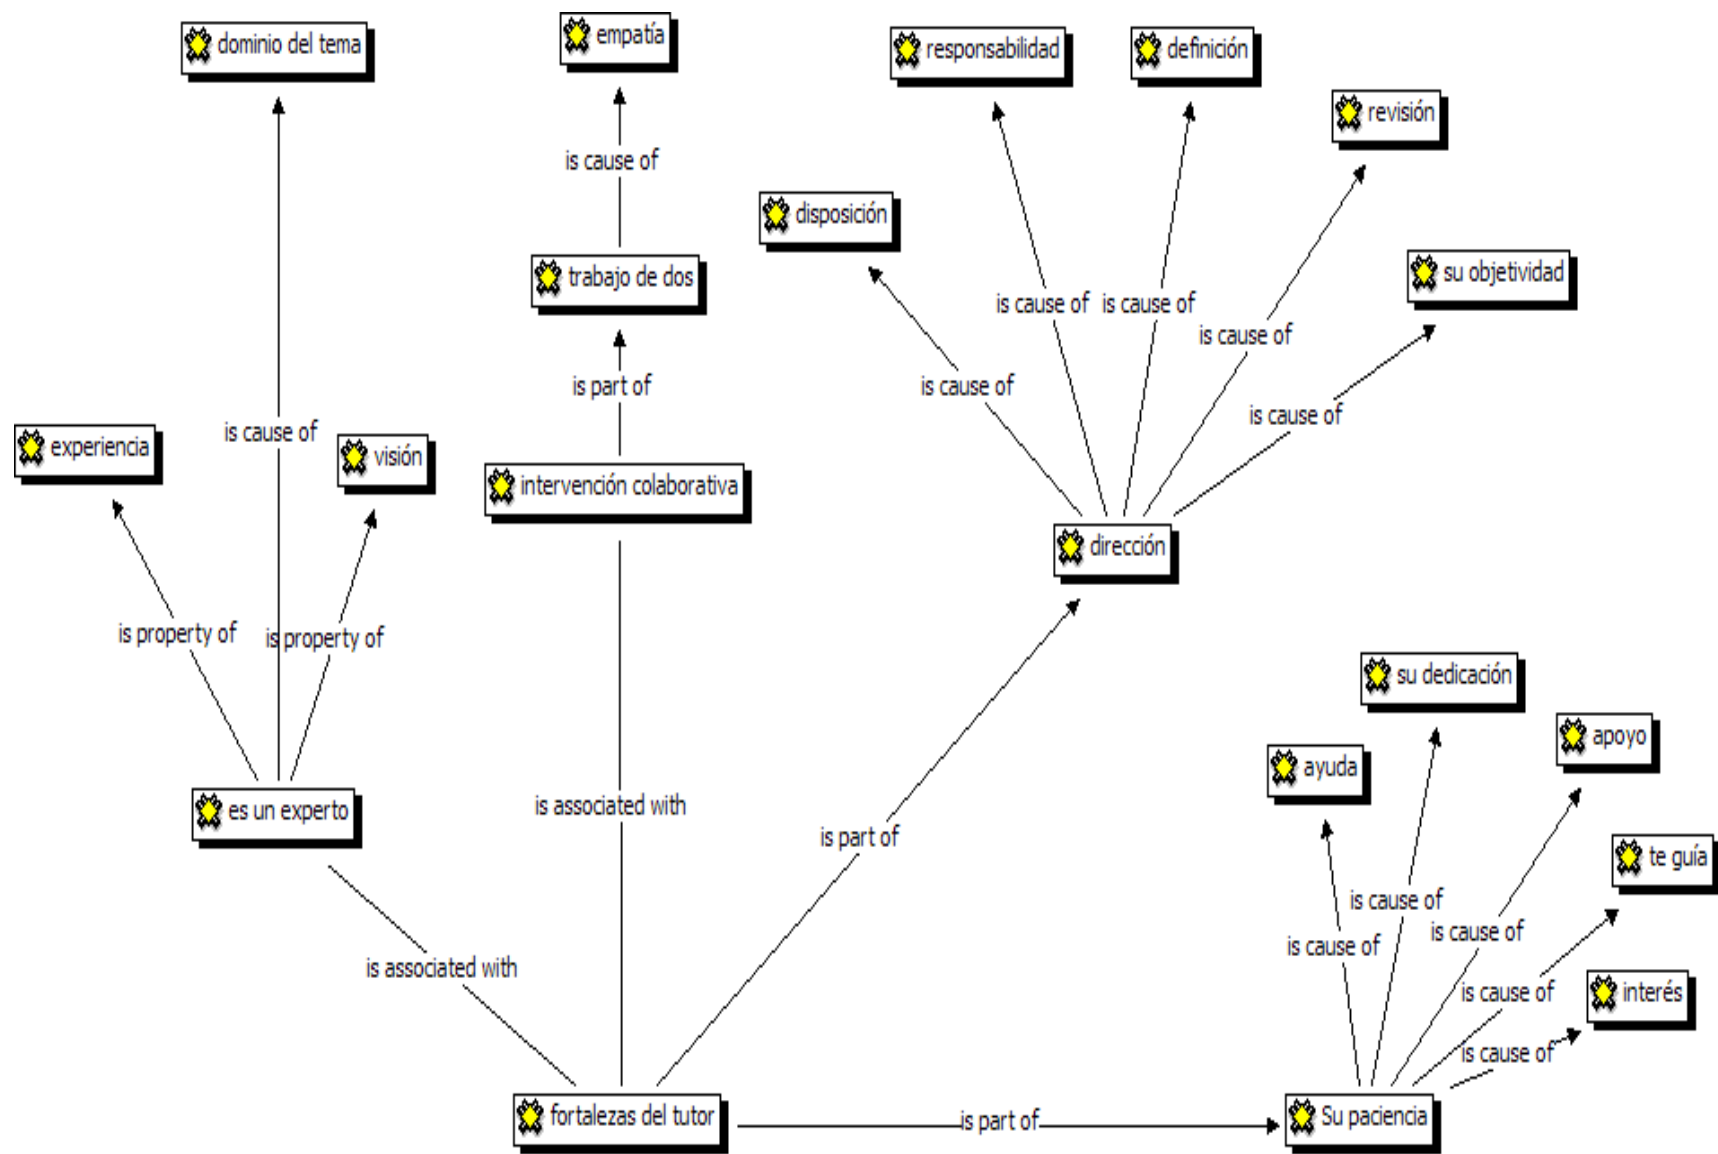 dominio del tema
empatía
responsabilidad
definición
revisión
is cause of
disposición
trabajo de dos
su objetividad
is cause of
is cause of
is cause of
is part of
is cause of
is cause of
experiencia
is cause of
visión
intervención colaborativa
dirección
is property of
is property of
su dedicación
apoyo
ayuda
es un experto
is associated with
is part of
te guía
is cause of
is cause of
is cause of
is associated with
is cause of
interés
is cause of
fortalezas del tutor
is part of
Su paciencia